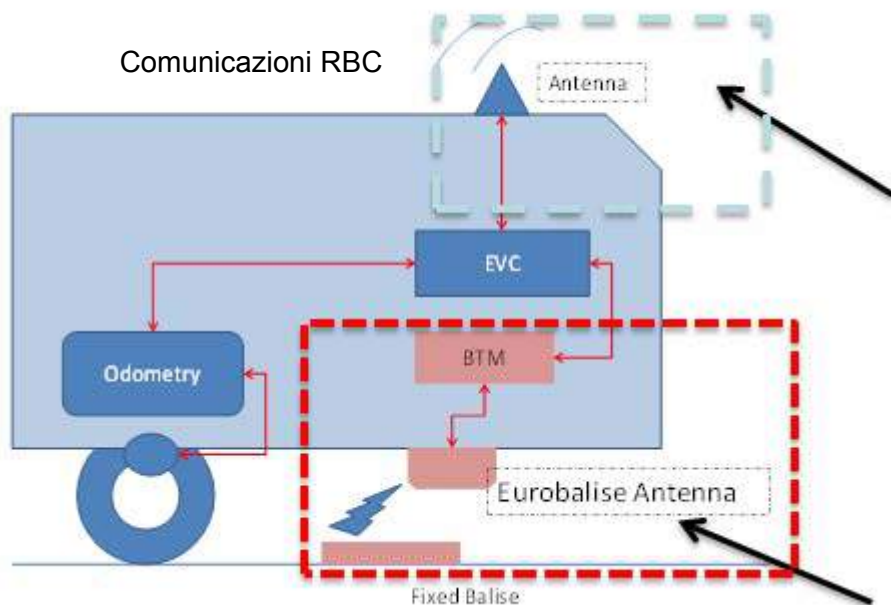 Comunicazioni RBC
Antenna
EVC
BTM
Odometry
Eurobalise Antenna
Fixed Balise